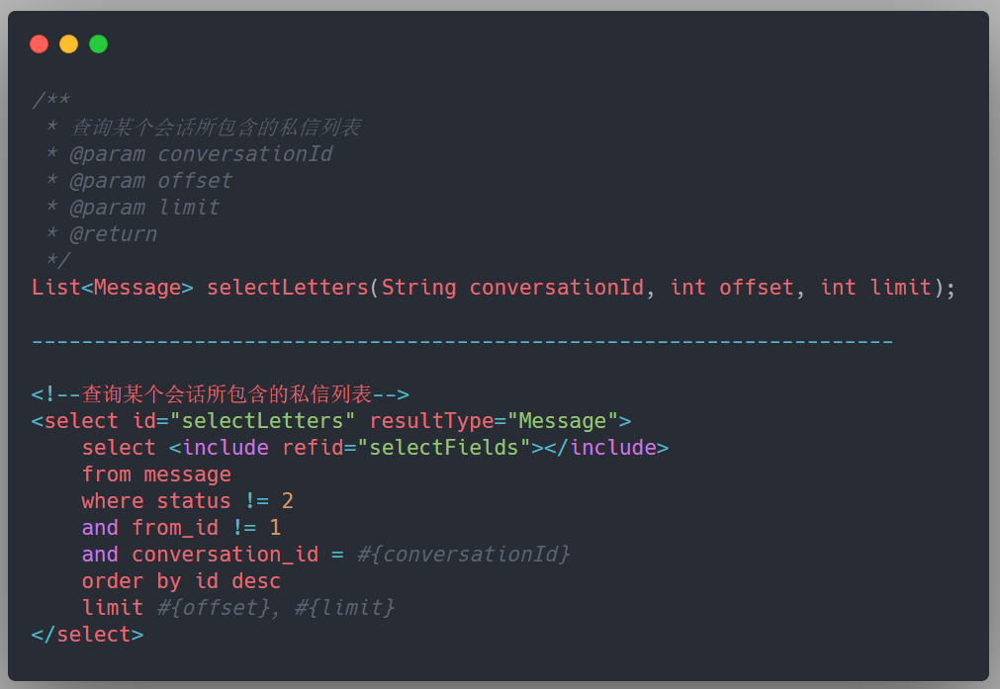 /**
 * 查询某个会话所包含的私信列表
 * @param conversationId
 * @param offset
 * @param limit
 * @return
 */
List<Message> selectLetters(String conversationId, int offset, int limit);
---------------------------------------------------------------------
<!--查询某个会话所包含的私信列表-->
<select id="selectLetters" resultType="Message">
    select <include refid="selectFields"></include>
    from message
    where status != 2
    and from_id != 1
    and conversation_id = #{conversationId}
    order by id desc
    limit #{offset}, #{limit}
</select>